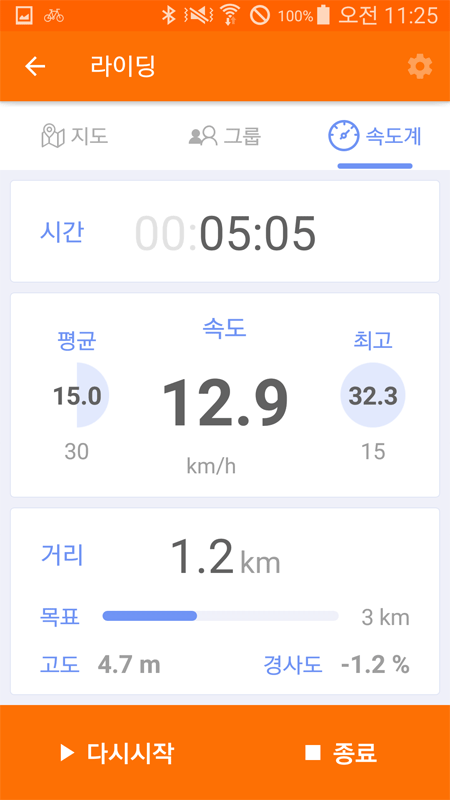 100% 오전 11:25
라이딩
지도 그룹 속도계
시간 00:05:05
속도
평균 최고
15.0 12.9 32.3
30 15
km/h
거리 1.2 km
목표 3 km
고도 4.7 m 경사도 -1.2 %
다시시작 종료